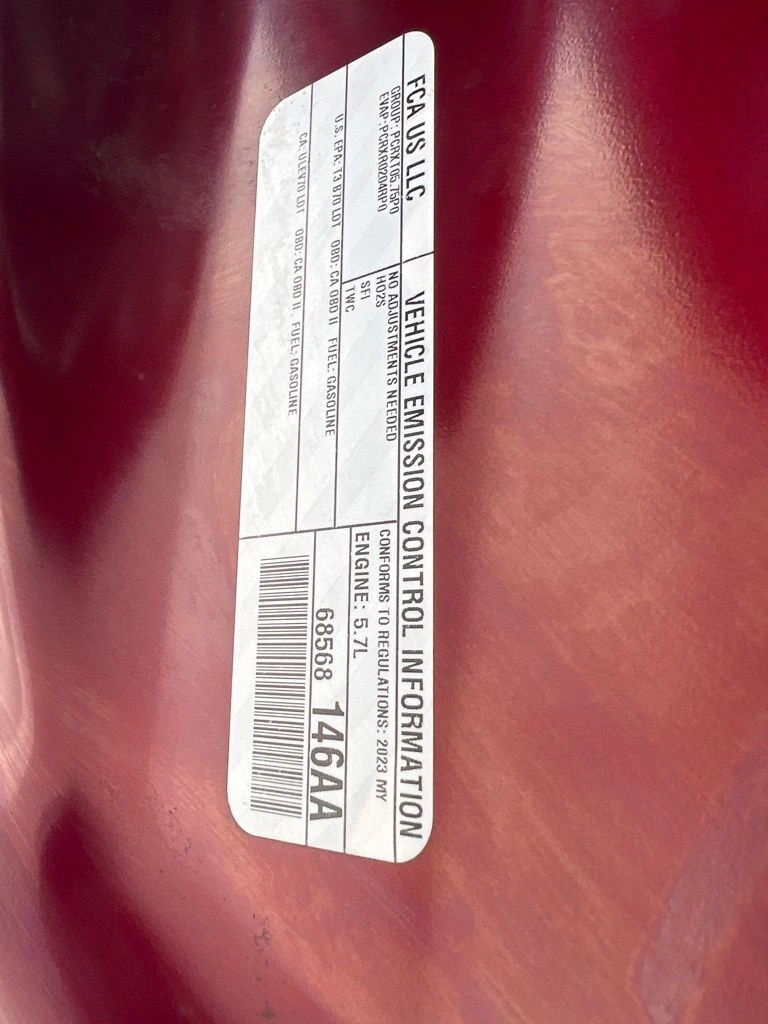 FCA US LLC
VEHICLE EMISSION CONTROL INFORMATION
GROUP: PCRXT05.75P0
EVAP: PCRXR0204RP0
NO ADJUSTMENTS NEEDED
HO2S
SFI
TWC
CONFORMS TO REGULATIONS: 2023 MY
ENGINE: 5.7L
U.S. EPA: T3 B70 LDT OBD: CA OBD II FUEL: GASOLINE
CA: ULEV70 LDT OBD: CA OBD II FUEL: GASOLINE
68568 146AA